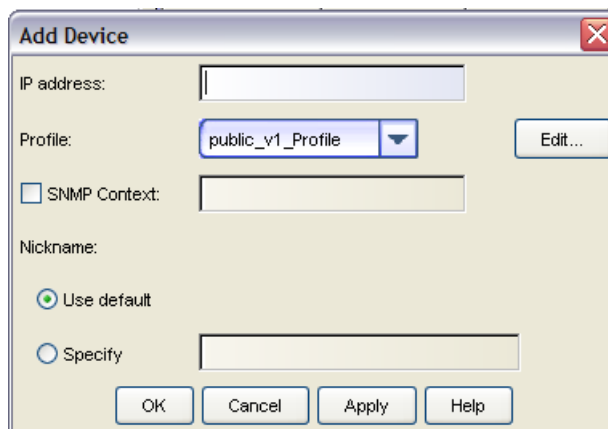 Add Device
IP address:
Profile: public_v1_Profile Edit...
SNMP Context:
Nickname:
Use default
Specify
OK Cancel Apply Help